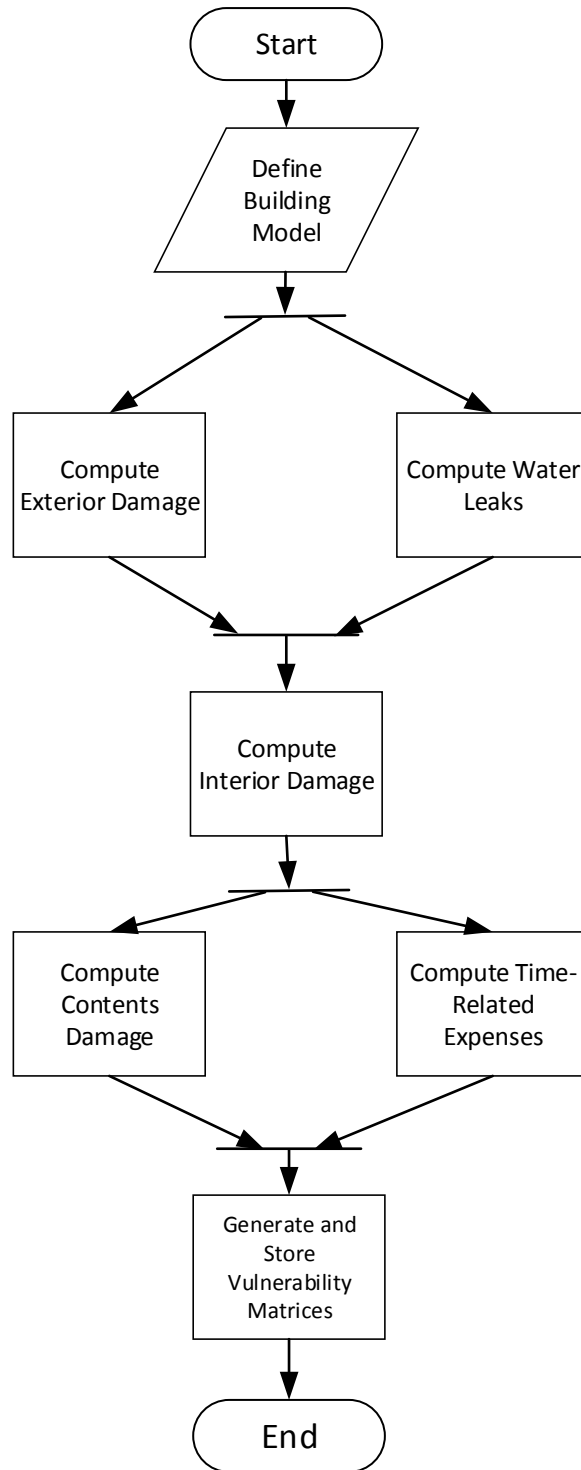 Start
Define
Building
Model
Compute
Exterior Damage
Compute Water
Leaks
Compute
Interior Damage
Compute
Contents
Damage
Compute Time-
Related
Expenses
Generate and
Store
Vulnerability
Matrices
End